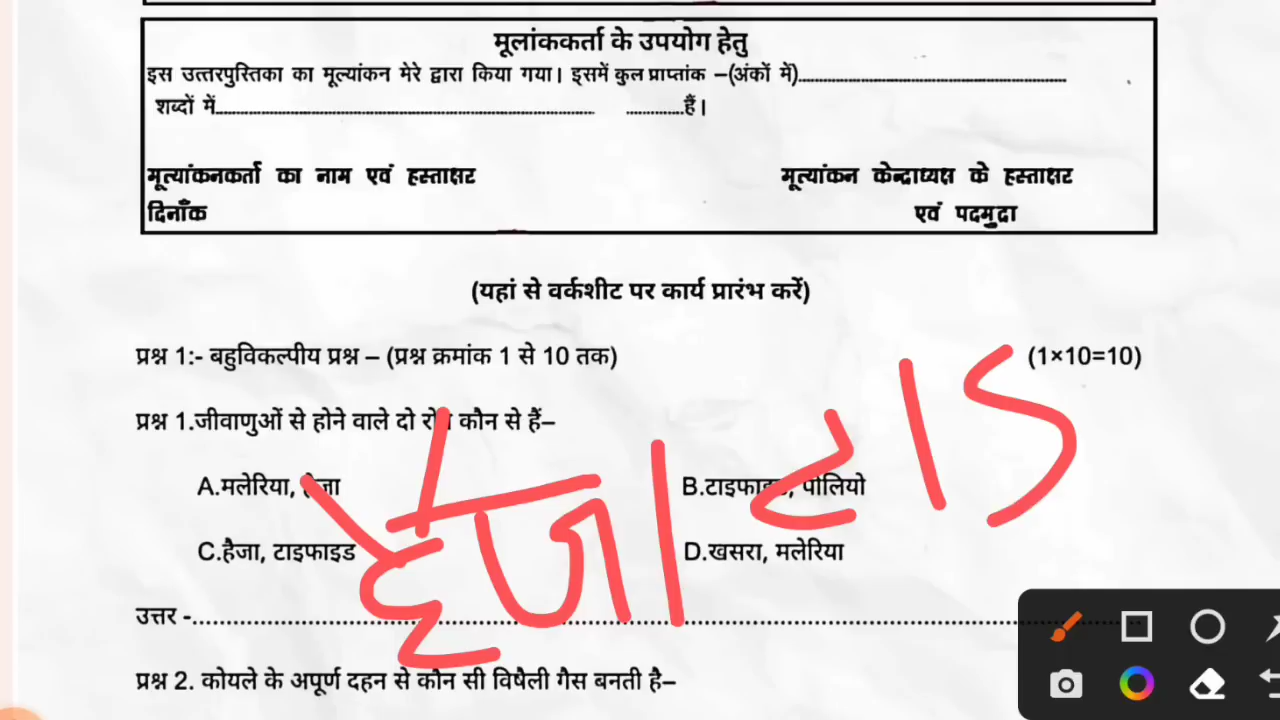 मूलांककर्ता के उपयोग हेतु
इस उत्तरपुस्तिका का मूल्यांकन मेरे द्वारा किया गया। इसमें कुल प्राप्तांक –(अंकों में)..........................................................
शब्दों में.................................................................................. ............हैं।
मूत्यांकनकर्ता का नाम एवं हस्ताक्षर
मूत्यांकन केन्द्राध्यक्ष के हस्ताक्षर
दिनाँक
एवं पदमुद्रा
(यहां से वर्कशीट पर कार्य प्रारंभ करें)
प्रश्न 1:- बहुविकल्पीय प्रश्न – (प्रश्न क्रमांक 1 से 10 तक) (1×10=10)
प्रश्न 1.जीवाणुओं से होने वाले दो रोग कौन से हैं–
A.मलेरिया, हैजा
B.टाइफाइड, पोलियो
C.हैजा, टाइफाइड
D.खसरा, मलेरिया
हैजा
उत्तर -..........................................................................................
प्रश्न 2. कोयले के अपूर्ण दहन से कौन सी विषैली गैस बनती है–